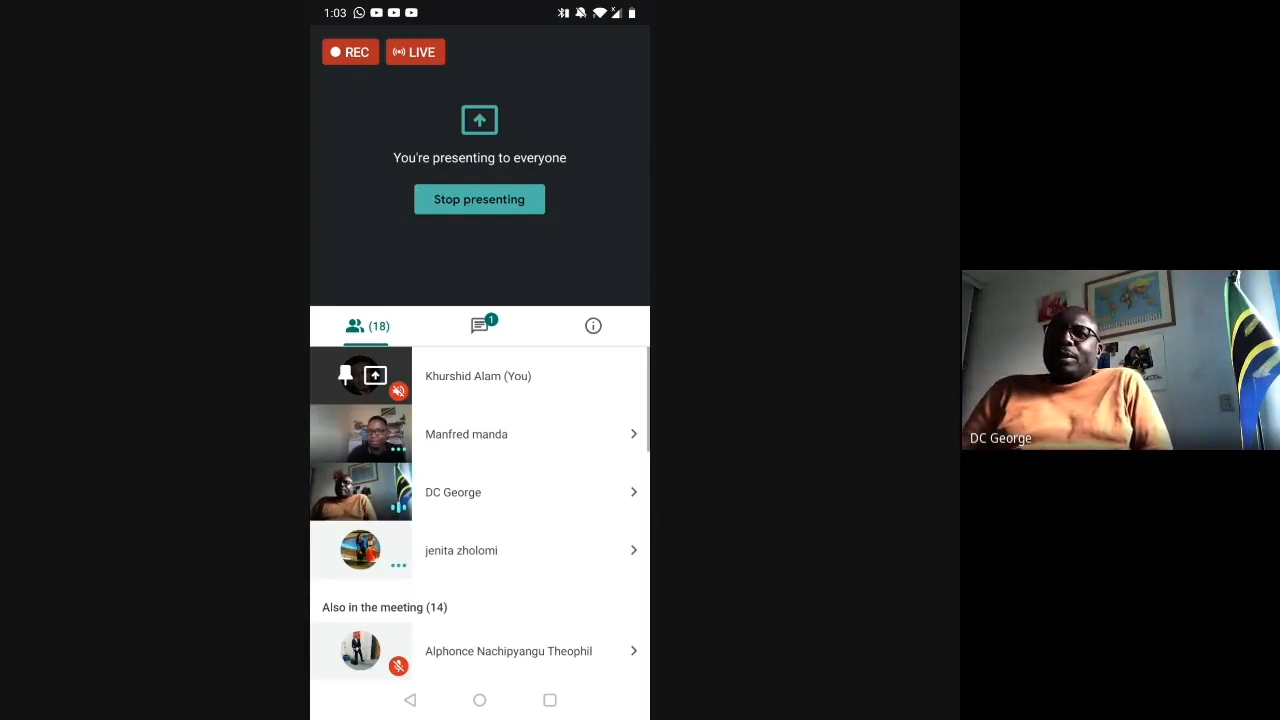 1:03
REC
LIVE
You're presenting to everyone
Stop presenting
(18)
1
Khurshid Alam (You)
Manfred manda
DC George
jenita zholomi
Also in the meeting (14)
Alphonce Nachipyangu Theophil
DC George